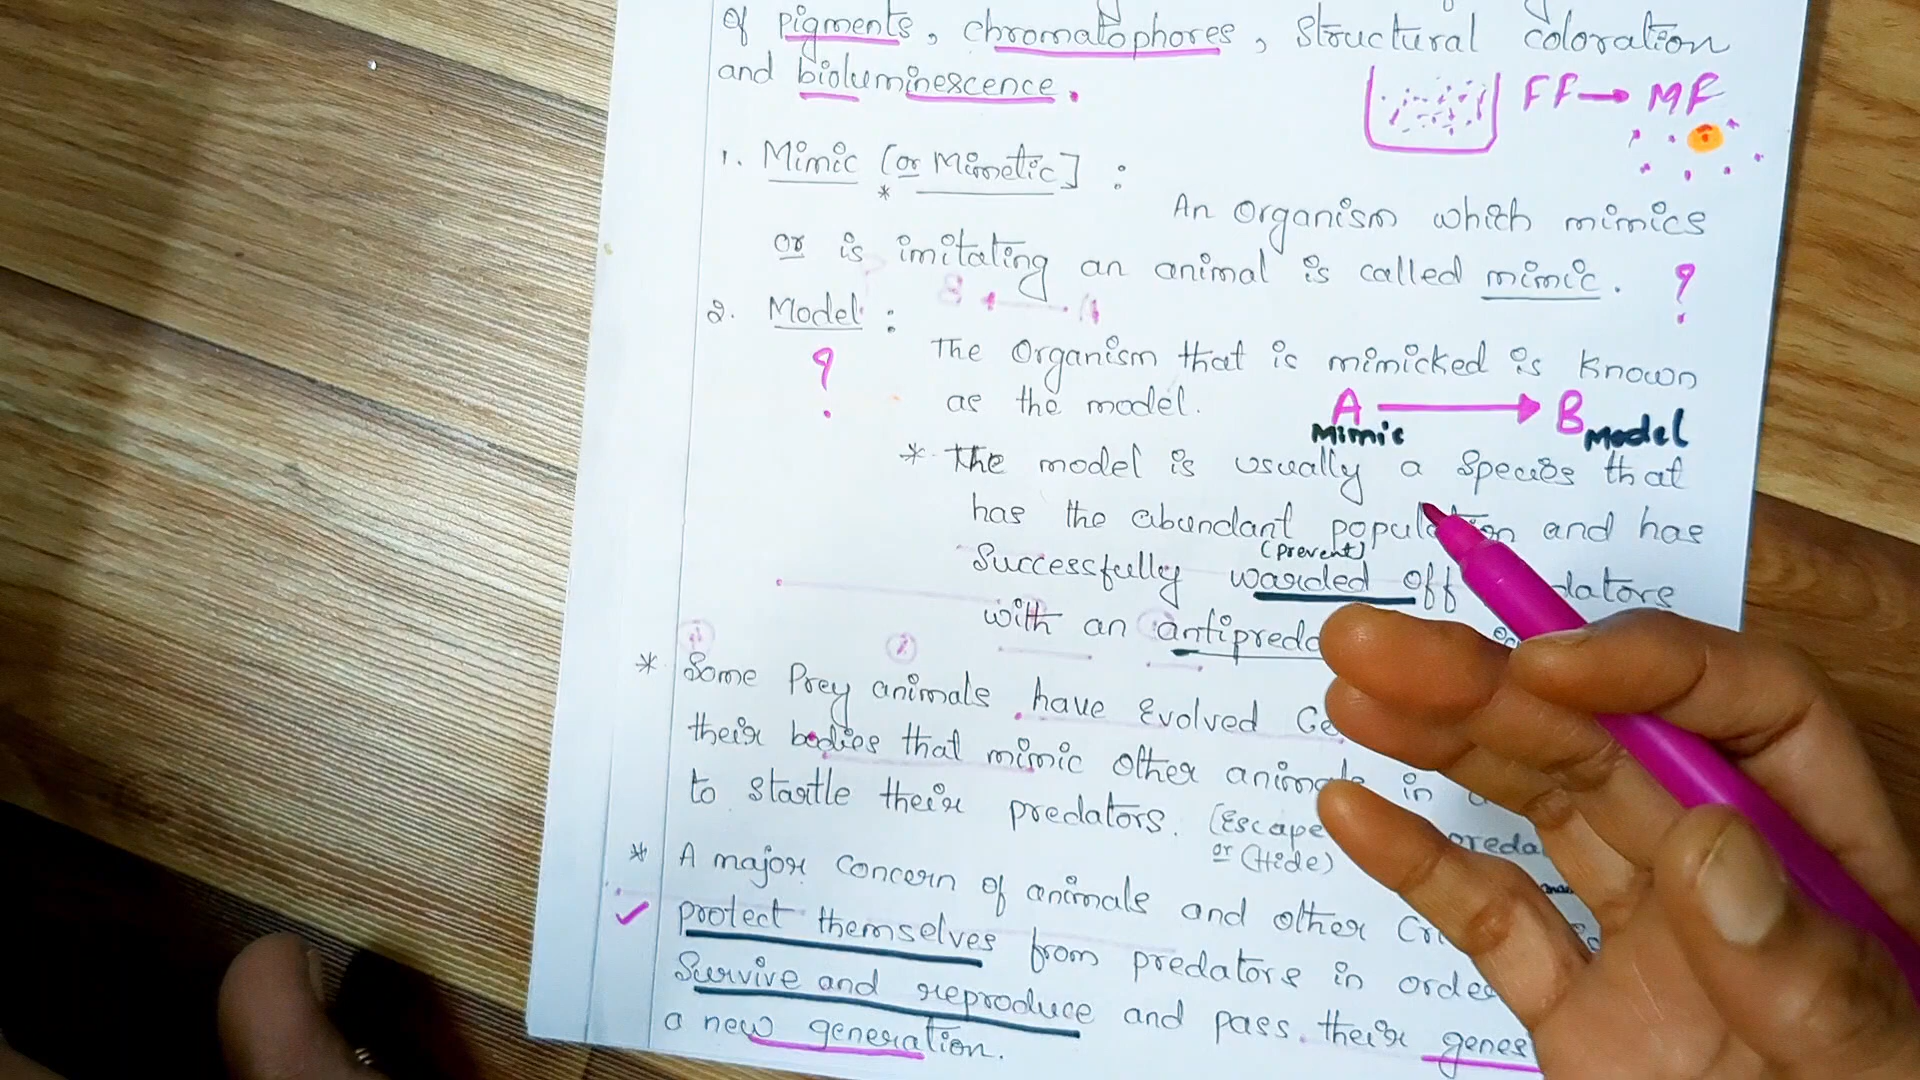 of pigments, chromatophores, structural coloration
and bioluminescence.
FF → MF
1. Mimic [or Mimetic] :
*
An organism which mimics
or is imitating an animal is called mimic. ?
2. Model :
?
The organism that is mimicked is known
as the model.
A → B
Mimic Model
* The model is usually a species that
has the abundant population and has
(prevent)
successfully warded off dators
with an antipreda
* Some prey animals have evolved Ce
their bodies that mimic other animals in a
to startle their predators. [Escape preda
or (Hide)
* A major concern of animals and other Cri
✓ protect themselves from predators in order
survive and reproduce and pass their genes
a new generation.